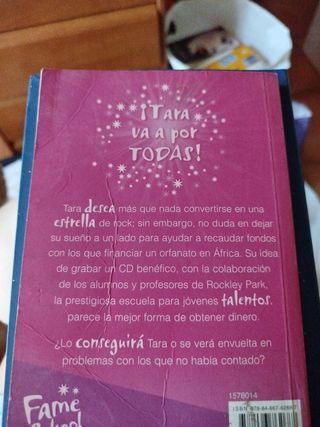 ¡TARA
VA A POR
TODAS!
Tara desea más que nada convertirse en una
estrella de rock; sin embargo, no duda en dejar
su sueño a un lado para ayudar a recaudar fondos
con los que financiar un orfanato en África. Su idea
de grabar un CD benéfico, con la colaboración
de los alumnos y profesores de Rockley Park,
la prestigiosa escuela para jóvenes talentos,
parece la mejor forma de obtener dinero.
¿Lo conseguirá Tara o se verá envuelta en
problemas con los que no había contado?
1578014
Fame
School